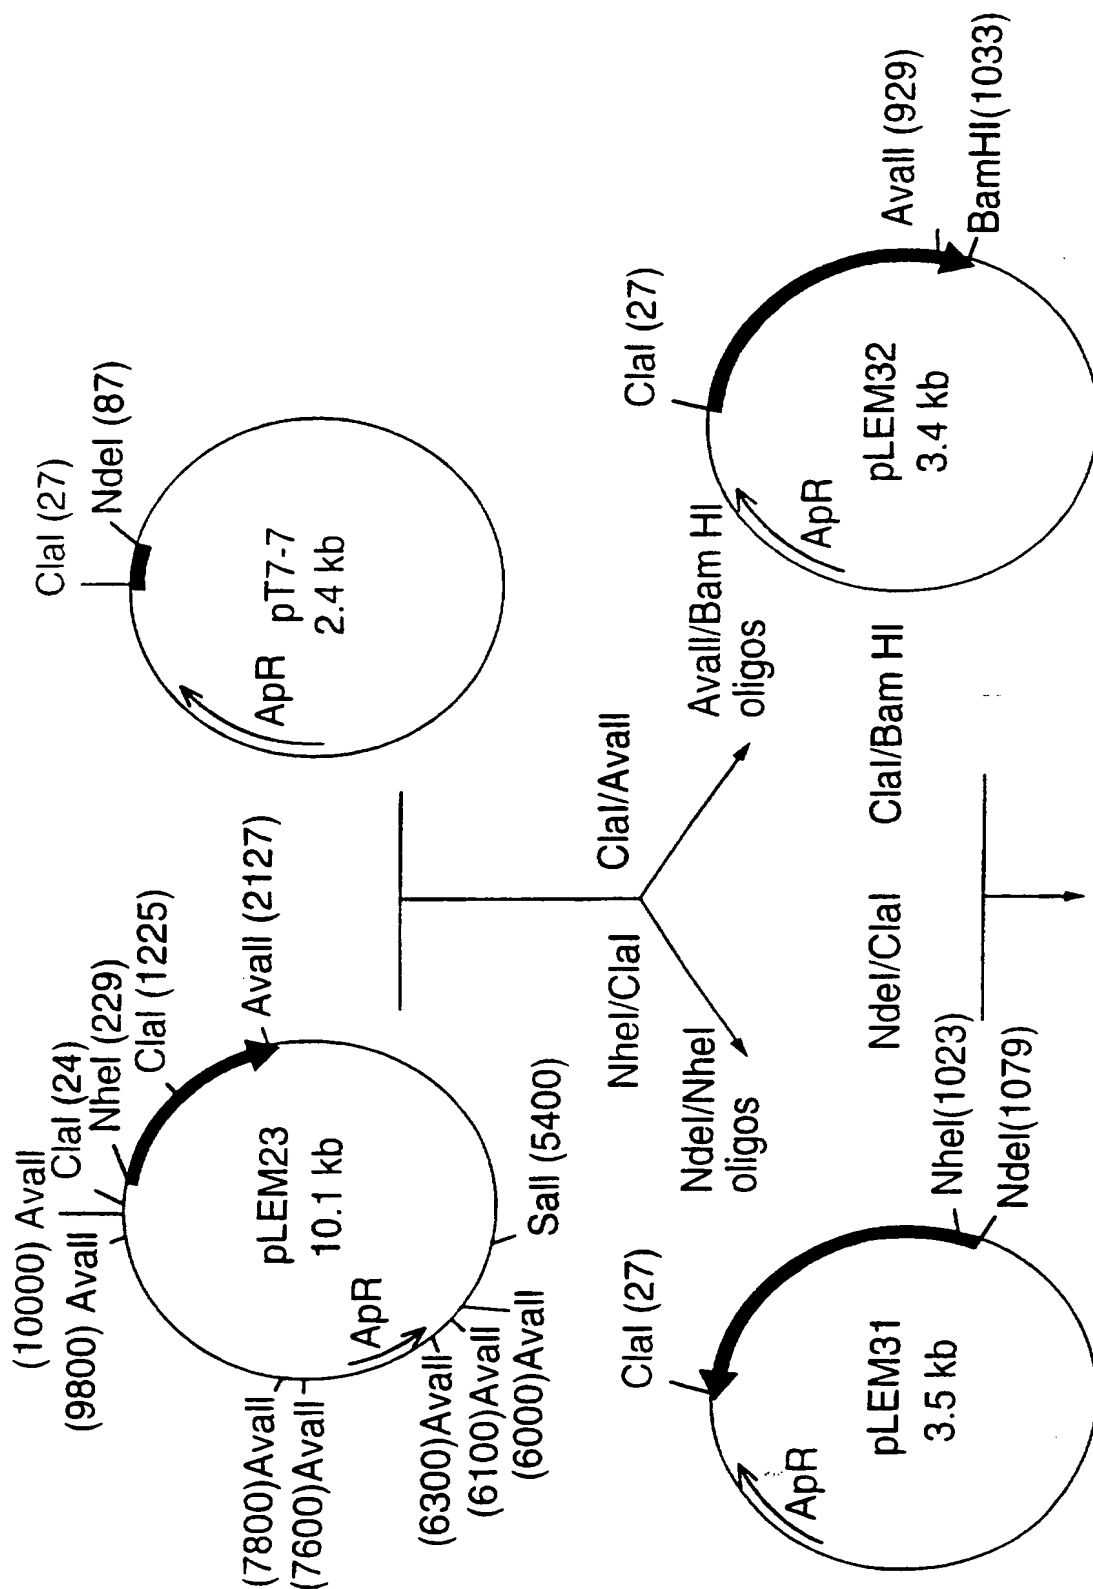 (10000) AvaII
(9800) AvaII
ClaI (24)
NheI (229)
ClaI (1225)
AvaII (2127)
(7800)AvaII
(7600)AvaII
pLEM23
10.1 kb
ApR
(6300)AvaII
(6100)AvaII
(6000)AvaII
SalI (5400)
ClaI (27)
NdeI (87)
ApR
pT7-7
2.4 kb
NheI/ClaI
ClaI/AvaII
NdeI/NheI
oligos
AvaII/Bam HI
oligos
ClaI (27)
ApR
pLEM31
3.5 kb
NheI(1023)
NdeI(1079)
NdeI/ClaI
ClaI/Bam HI
ClaI (27)
ApR
pLEM32
3.4 kb
AvaII (929)
BamHI(1033)